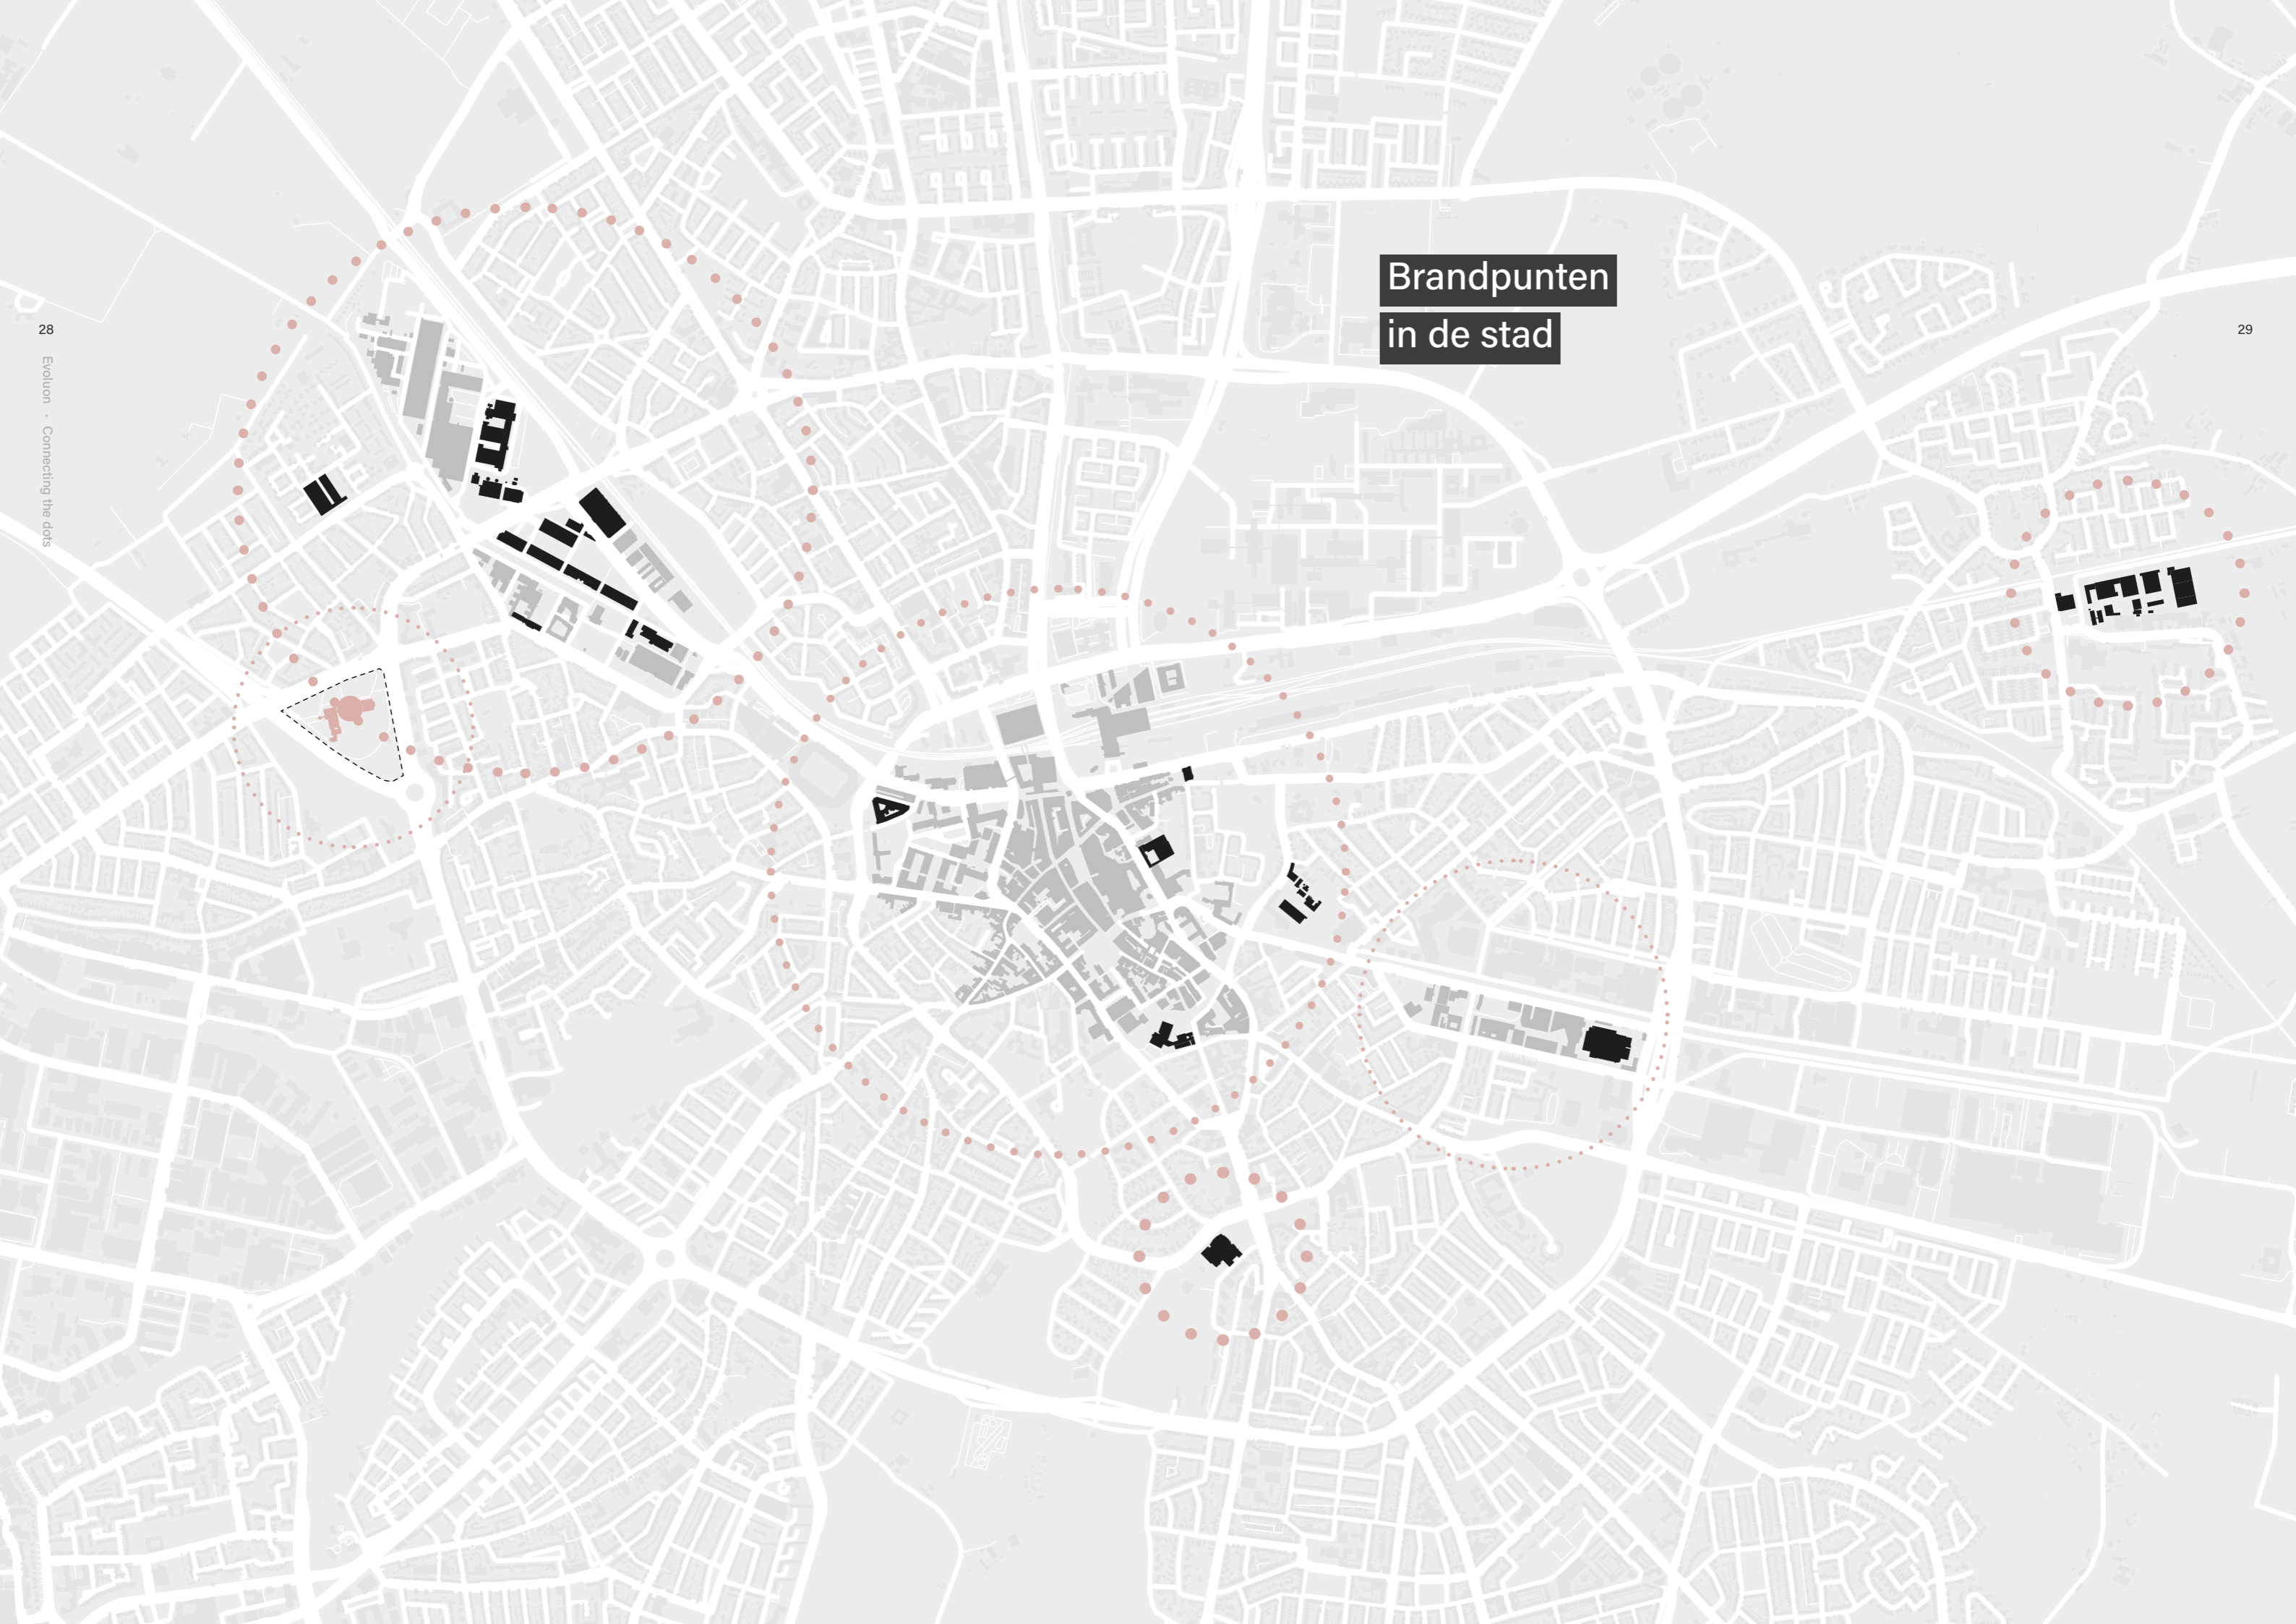 Brandpunten
in de stad
28
Evoluon · Connecting the dots
29